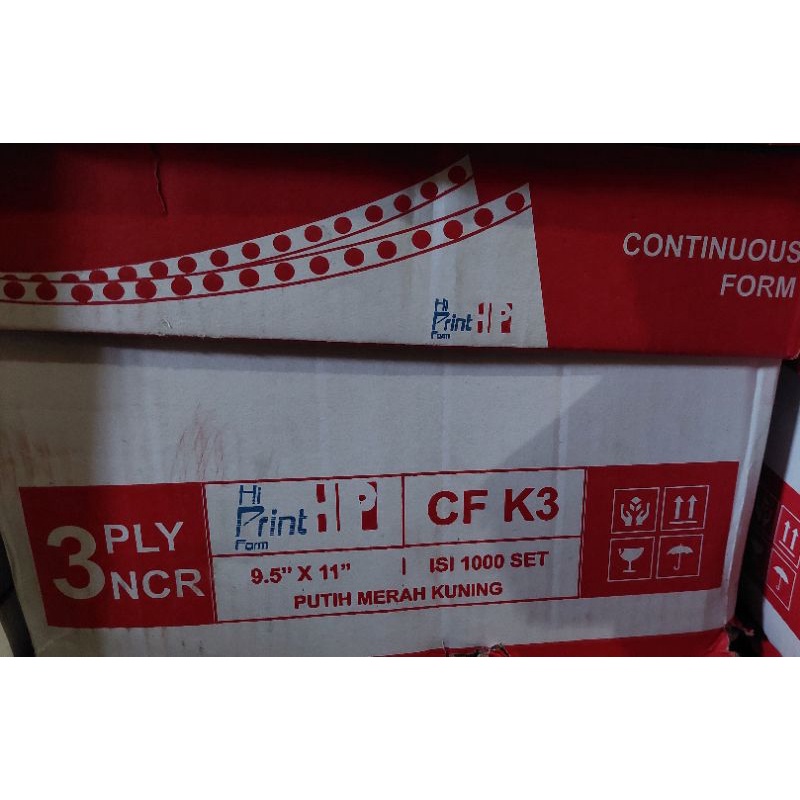 CONTINUOUS
FORM
Hi
Print HP
Form
3 PLY
NCR
Hi
Print HP
Form
CF K3
9.5" X 11" | ISI 1000 SET
PUTIH MERAH KUNING